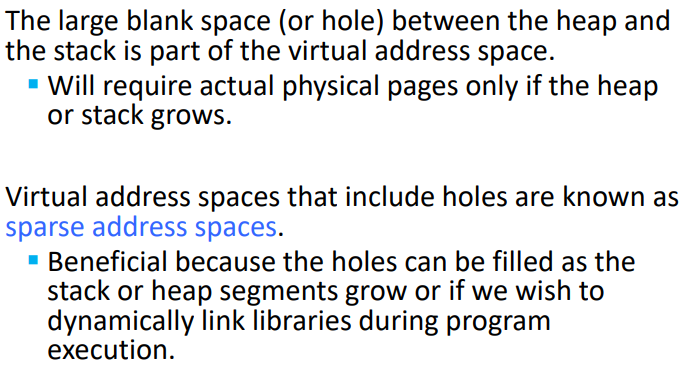 The large blank space (or hole) between the heap and
the stack is part of the virtual address space.
▪ Will require actual physical pages only if the heap
or stack grows.
Virtual address spaces that include holes are known as
sparse address spaces.
▪ Beneficial because the holes can be filled as the
stack or heap segments grow or if we wish to
dynamically link libraries during program
execution.